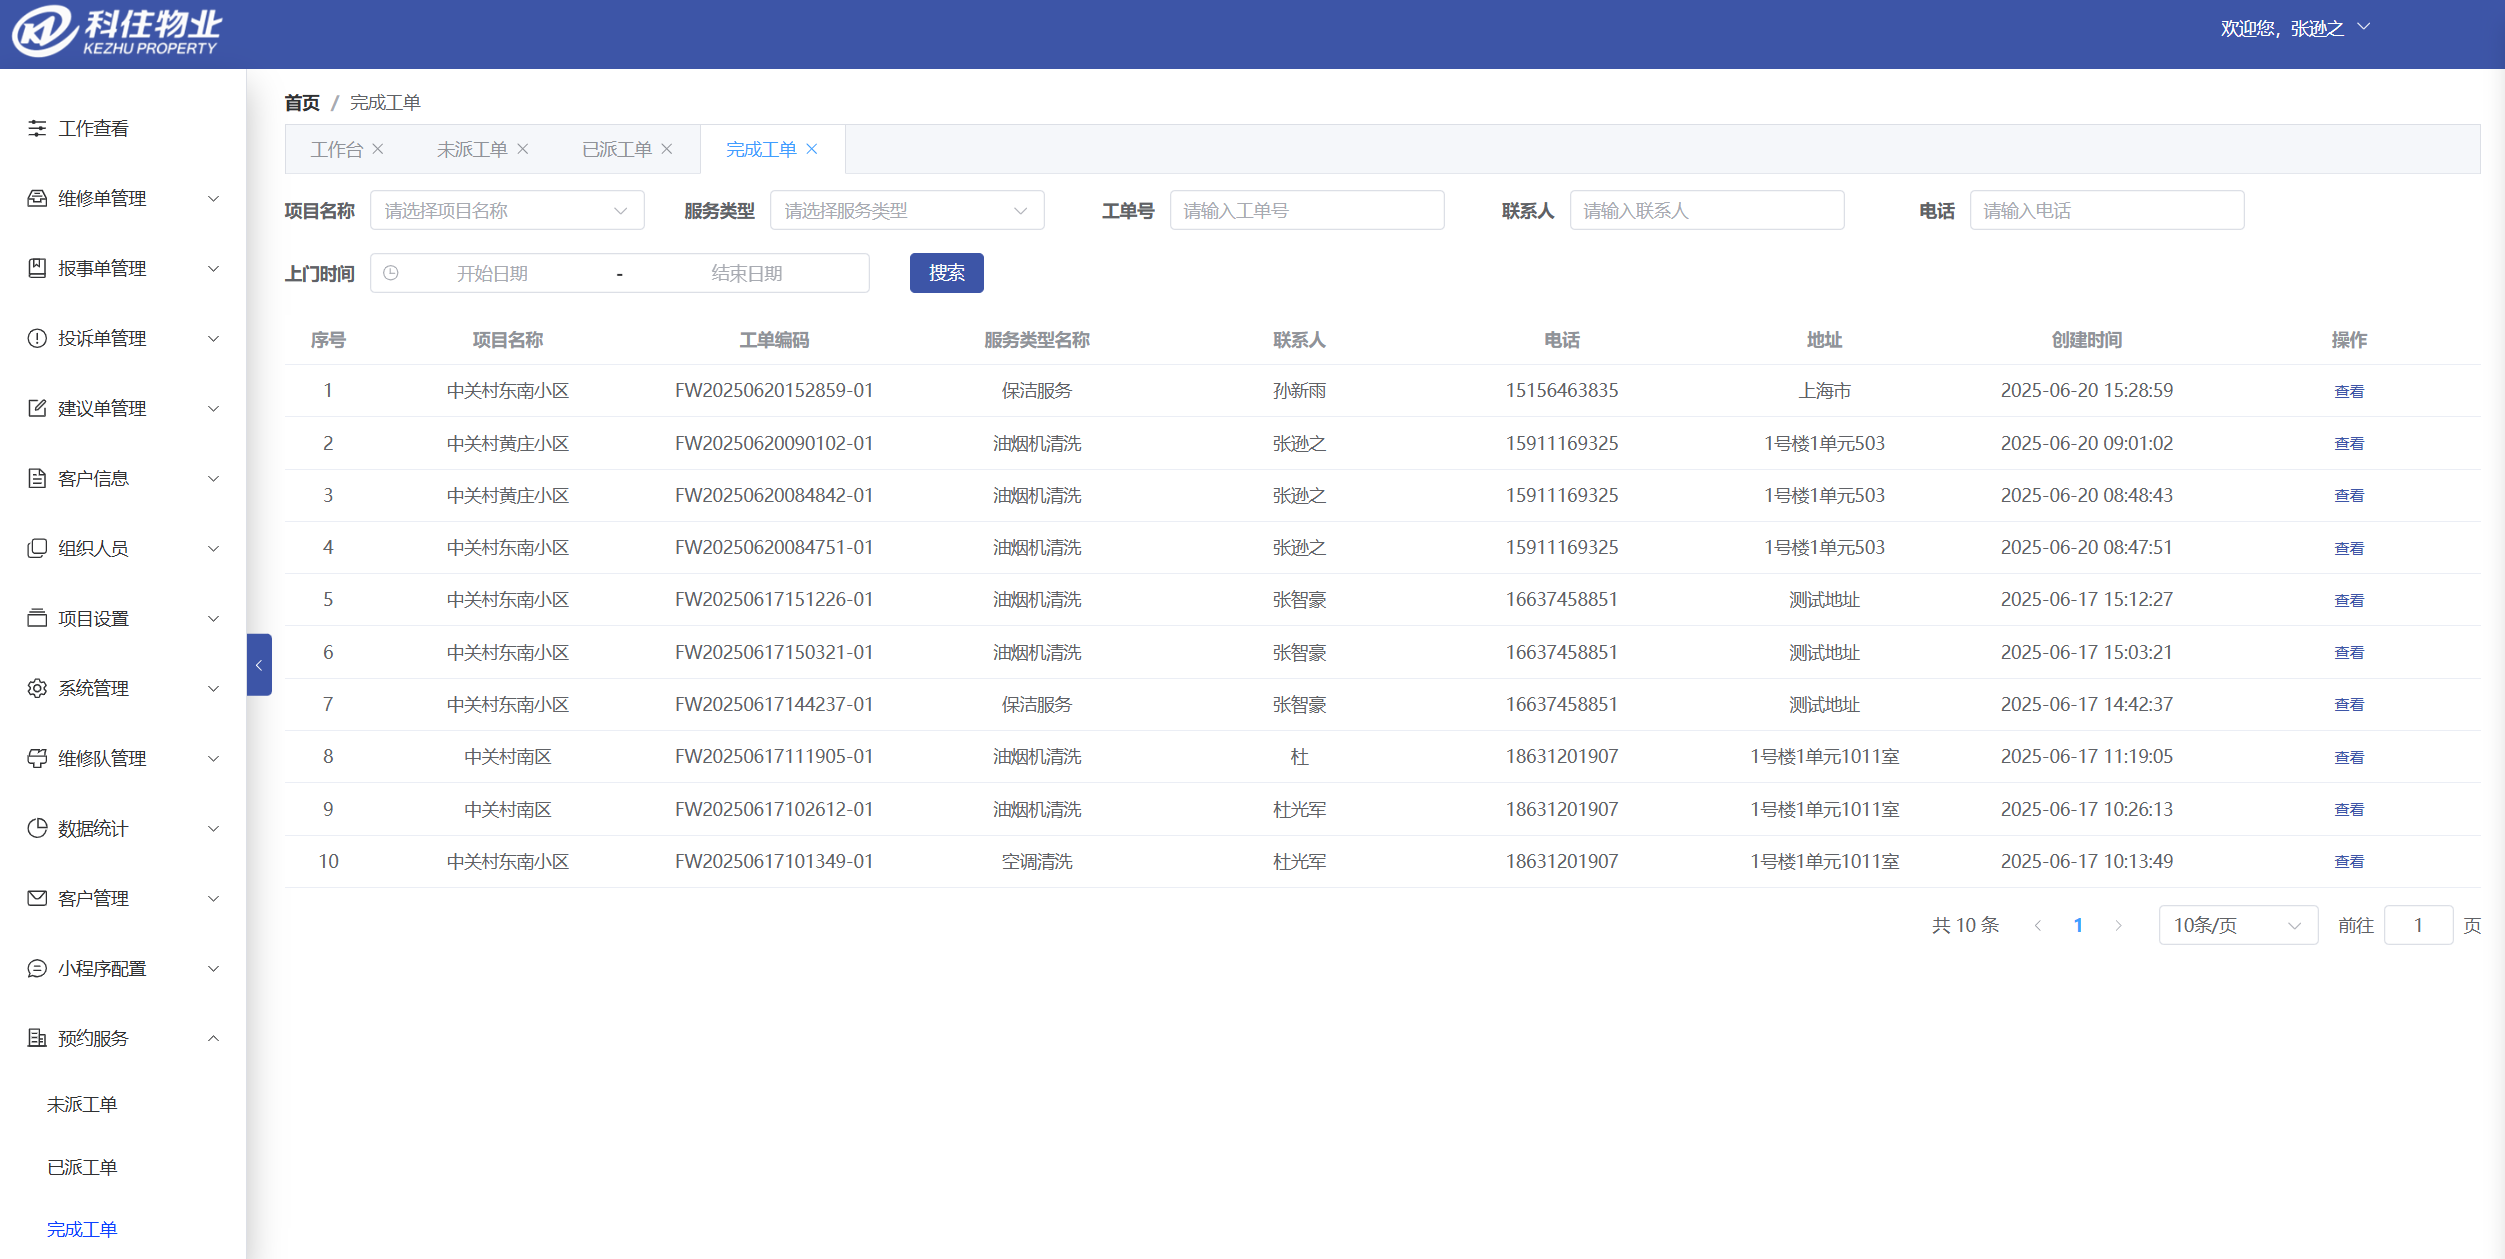 科住物业
KEZHU PROPERTY
欢迎您，张逊之
工作查看
维修单管理
报事单管理
投诉单管理
建议单管理
客户信息
组织人员
项目设置
系统管理
维修队管理
数据统计
客户管理
小程序配置
预约服务
未派工单
已派工单
完成工单
首页 / 完成工单
工作台 未派工单 已派工单 完成工单
项目名称 请选择项目名称 服务类型 请选择服务类型 工单号 请输入工单号 联系人 请输入联系人 电话 请输入电话
上门时间 开始日期 - 结束日期 搜索
序号 项目名称 工单编码 服务类型名称 联系人 电话 地址 创建时间 操作
1 中关村东南小区 FW20250620152859-01 保洁服务 孙新雨 15156463835 上海市 2025-06-20 15:28:59 查看
2 中关村黄庄小区 FW20250620090102-01 油烟机清洗 张逊之 15911169325 1号楼1单元503 2025-06-20 09:01:02 查看
3 中关村黄庄小区 FW20250620084842-01 油烟机清洗 张逊之 15911169325 1号楼1单元503 2025-06-20 08:48:43 查看
4 中关村东南小区 FW20250620084751-01 油烟机清洗 张逊之 15911169325 1号楼1单元503 2025-06-20 08:47:51 查看
5 中关村东南小区 FW20250617151226-01 油烟机清洗 张智豪 16637458851 测试地址 2025-06-17 15:12:27 查看
6 中关村东南小区 FW20250617150321-01 油烟机清洗 张智豪 16637458851 测试地址 2025-06-17 15:03:21 查看
7 中关村东南小区 FW20250617144237-01 保洁服务 张智豪 16637458851 测试地址 2025-06-17 14:42:37 查看
8 中关村南区 FW20250617111905-01 油烟机清洗 杜 18631201907 1号楼1单元1011室 2025-06-17 11:19:05 查看
9 中关村南区 FW20250617102612-01 油烟机清洗 杜光军 18631201907 1号楼1单元1011室 2025-06-17 10:26:13 查看
10 中关村东南小区 FW20250617101349-01 空调清洗 杜光军 18631201907 1号楼1单元1011室 2025-06-17 10:13:49 查看
共 10 条 1 10条/页 前往 1 页